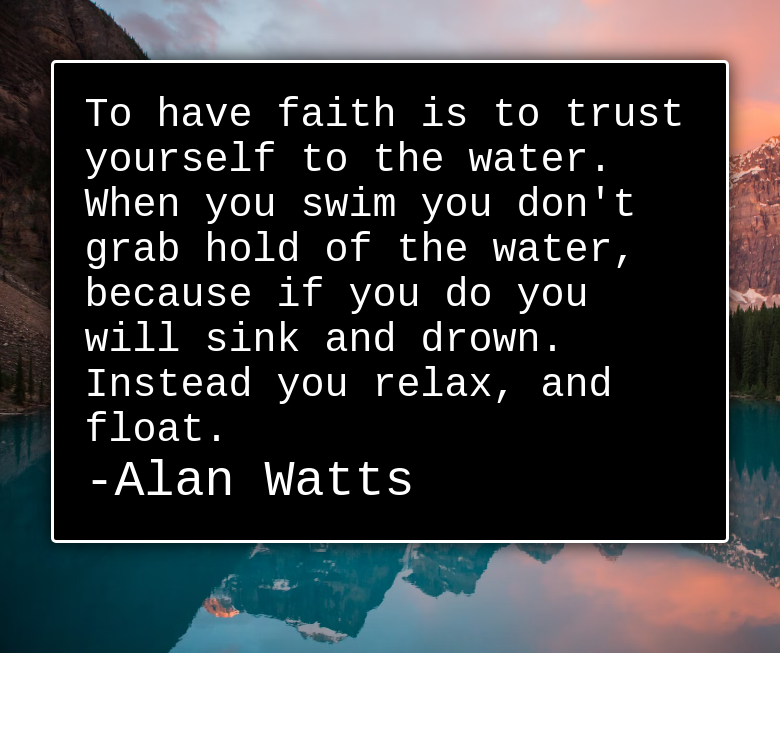 To have faith is to trust
yourself to the water.
When you swim you don't
grab hold of the water,
because if you do you
will sink and drown.
Instead you relax, and
float.
-Alan Watts